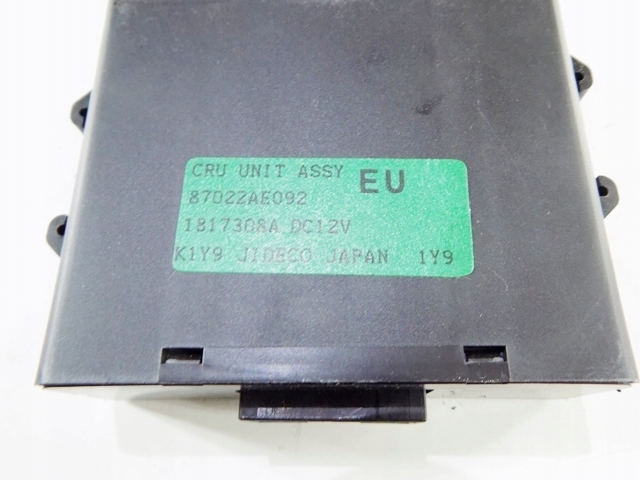 CRU UNIT ASSY EU
87022AE092
1817308A DC12V
K1Y9 JIDECO JAPAN 1Y9